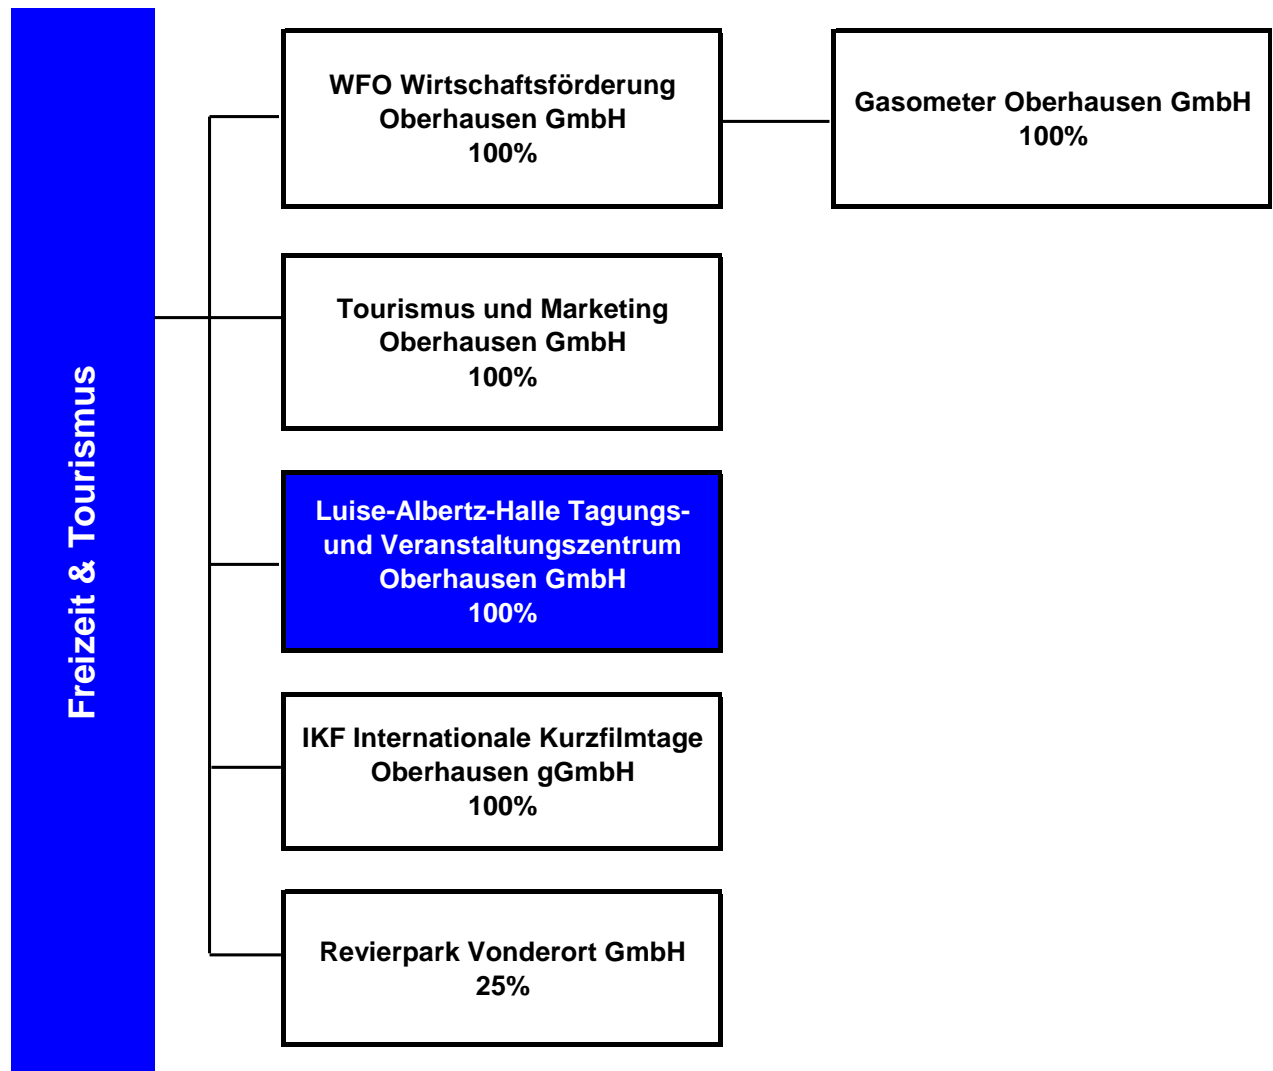 Freizeit & Tourismus
WFO Wirtschaftsförderung
Oberhausen GmbH
100%
Gasometer Oberhausen GmbH
100%
Tourismus und Marketing
Oberhausen GmbH
100%
Luise-Albertz-Halle Tagungs-
und Veranstaltungszentrum
Oberhausen GmbH
100%
IKF Internationale Kurzfilmtage
Oberhausen gGmbH
100%
Revierpark Vonderort GmbH
25%